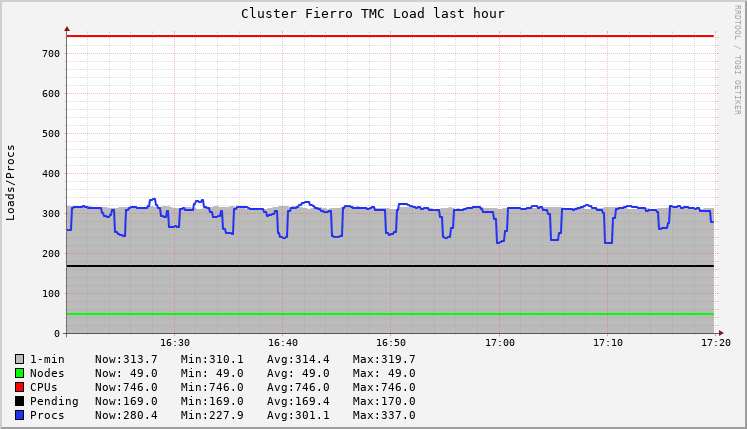 Cluster Fierro TMC Load last hour
RRDTOOL / TOBI OETIKER
Loads/Procs
700
600
500
400
300
200
100
0
16:30 16:40 16:50 17:00 17:10 17:20
1-min Now:313.7 Min:310.1 Avg:314.4 Max:319.7
Nodes Now: 49.0 Min: 49.0 Avg: 49.0 Max: 49.0
CPUs Now:746.0 Min:746.0 Avg:746.0 Max:746.0
Pending Now:169.0 Min:169.0 Avg:169.4 Max:170.0
Procs Now:280.4 Min:227.9 Avg:301.1 Max:337.0